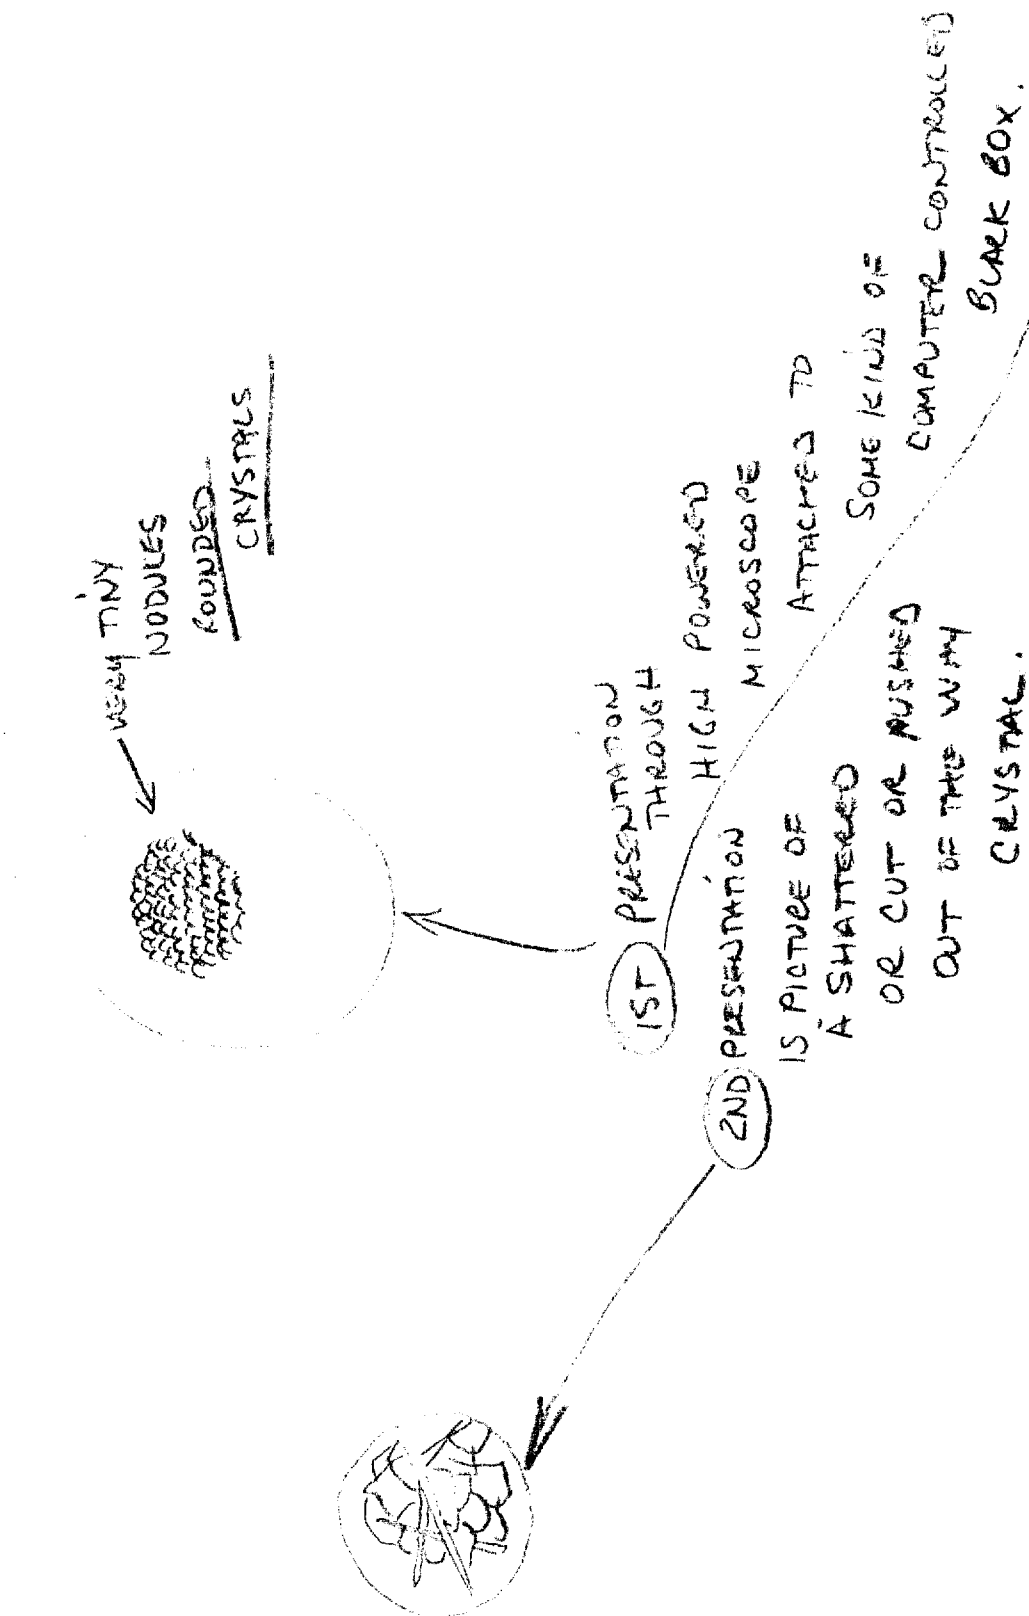 VERY TINY
NODULES
ROUNDED
CRYSTALS
1ST PRESENTATION
THROUGH
HIGH POWERED
MICROSCOPE
ATTACHED TO
SOME KIND OF
COMPUTER CONTROLLED
BLACK BOX.
2ND PRESENTATION
IS PICTURE OF
A SHATTERED
OR CUT OR PUSHED
OUT OF THE WAY
CRYSTAL.